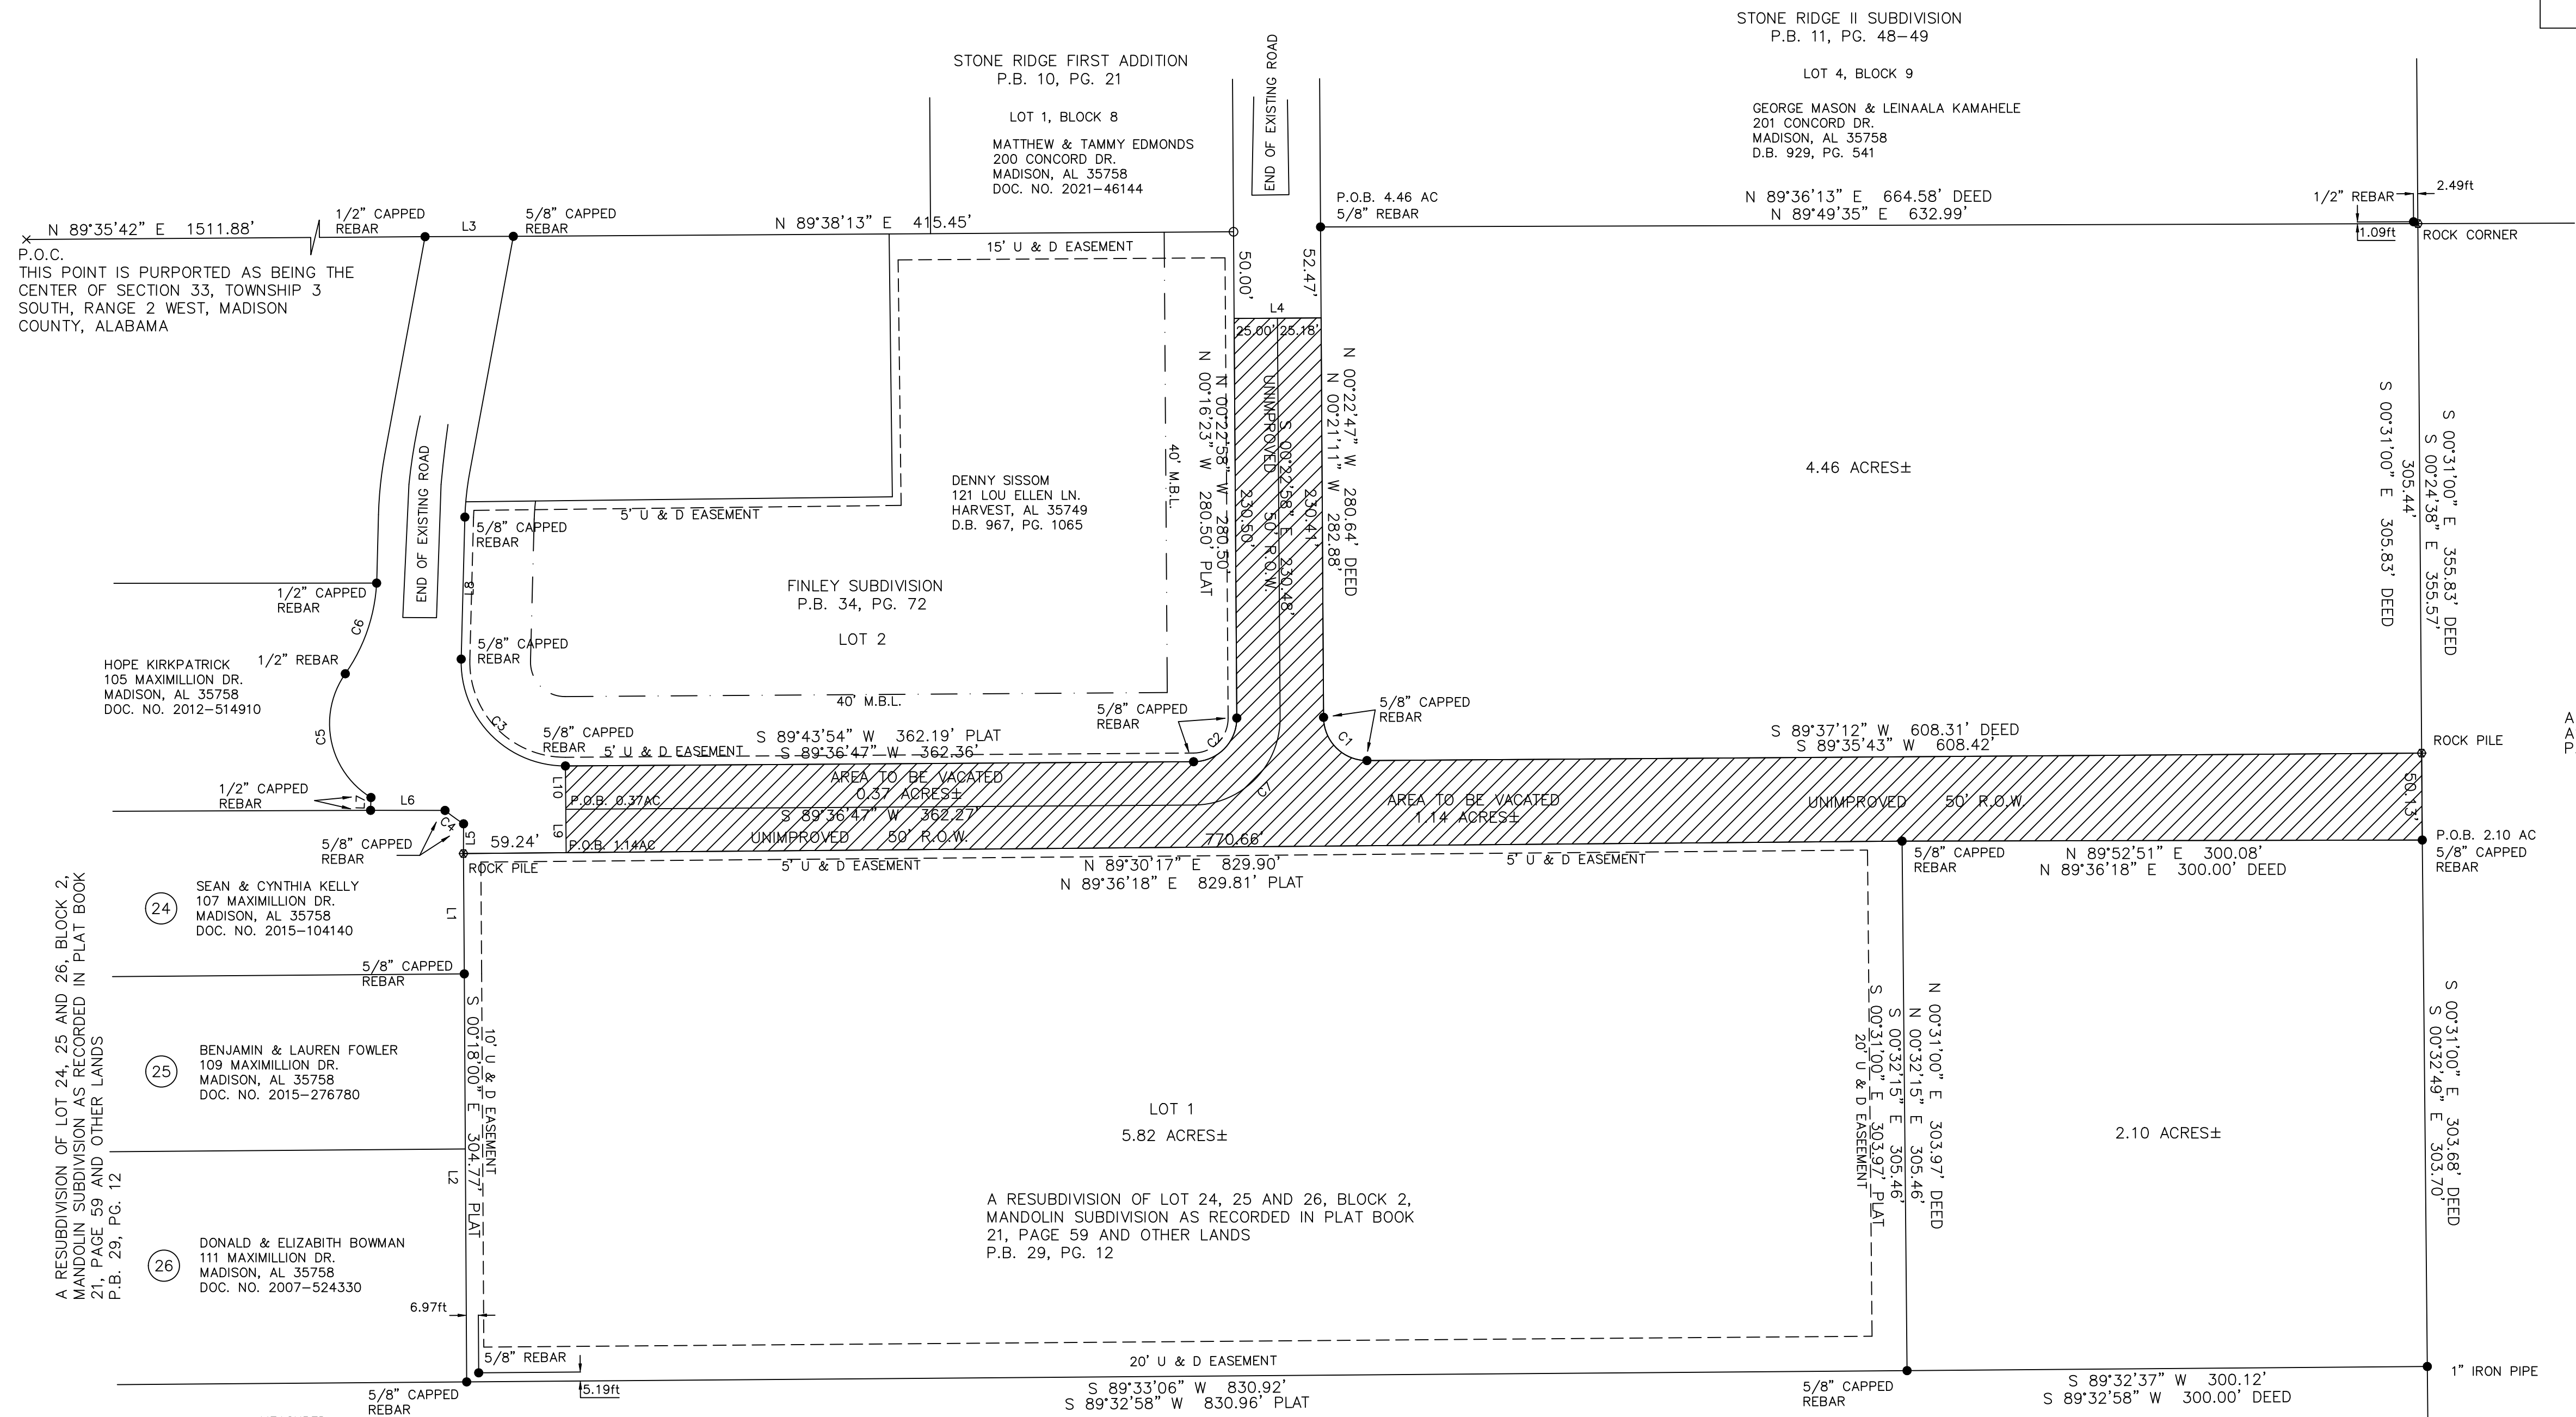 STONE RIDGE II SUBDIVISION
P.B. 11, PG. 48–49
LOT 4, BLOCK 9
GEORGE MASON & LEINAALA KAMAHELE
201 CONCORD DR.
MADISON, AL 35758
D.B. 929, PG. 541
STONE RIDGE FIRST ADDITION
P.B. 10, PG. 21
LOT 1, BLOCK 8
MATTHEW & TAMMY EDMONDS
200 CONCORD DR.
MADISON, AL 35758
DOC. NO. 2021–46144
END OF EXISTING ROAD
N 89°35'42" E 1511.88'
P.O.C.
THIS POINT IS PURPORTED AS BEING THE
CENTER OF SECTION 33, TOWNSHIP 3
SOUTH, RANGE 2 WEST, MADISON
COUNTY, ALABAMA
1/2" CAPPED
REBAR
L3
5/8" CAPPED
REBAR
N 89°38'13" E 415.45'
15' U & D EASEMENT
P.O.B. 4.46 AC
5/8" REBAR
N 89°36'13" E 664.58' DEED
N 89°49'35" E 632.99'
1/2" REBAR
2.49ft
1.09ft
ROCK CORNER
50.00'
52.47'
L4
25.00'
25.18'
N 00°16'23" W 280.50' PLAT
N 00°22'58" W 280.50'
230.50'
UNIMPROVED 50' R.O.W.
S 00°22'58" E 230.48'
230.41'
N 00°21'11" W 282.88'
N 00°22'47" W 280.64' DEED
4.46 ACRES±
S 00°31'00" E 305.83' DEED
305.44'
S 00°24'38" E 355.57'
S 00°31'00" E 355.83' DEED
END OF EXISTING ROAD
5/8" CAPPED
REBAR
5' U & D EASEMENT
40' M.B.L.
DENNY SISSOM
121 LOU ELLEN LN.
HARVEST, AL 35749
D.B. 967, PG. 1065
FINLEY SUBDIVISION
P.B. 34, PG. 72
LOT 2
40' M.B.L.
L8
1/2" CAPPED
REBAR
C6
1/2" REBAR
5/8" CAPPED
REBAR
HOPE KIRKPATRICK
105 MAXIMILLION DR.
MADISON, AL 35758
DOC. NO. 2012–514910
C5
C3
5/8" CAPPED
REBAR
5' U & D EASEMENT
S 89°43'54" W 362.19' PLAT
S 89°36'47" W 362.36'
5/8" CAPPED
REBAR
C2
C1
5/8" CAPPED
REBAR
S 89°37'12" W 608.31' DEED
S 89°35'43" W 608.42'
ROCK PILE
50.13'
1/2" CAPPED
REBAR
L7
L6
C4
L5
5/8" CAPPED
REBAR
59.24'
ROCK PILE
L10
L9
P.O.B. 0.37AC
P.O.B. 1.14AC
AREA TO BE VACATED
0.37 ACRES±
S 89°36'47" W 362.27'
UNIMPROVED 50' R.O.W.
C7
770.66'
AREA TO BE VACATED
1.14 ACRES±
UNIMPROVED 50' R.O.W
P.O.B. 2.10 AC
5/8" CAPPED
REBAR
5' U & D EASEMENT
N 89°30'17" E 829.90'
N 89°36'18" E 829.81' PLAT
5' U & D EASEMENT
5/8" CAPPED
REBAR
N 89°52'51" E 300.08'
N 89°36'18" E 300.00' DEED
A RESUBDIVISION OF LOT 24, 25 AND 26, BLOCK 2,
MANDOLIN SUBDIVISION AS RECORDED IN PLAT BOOK
21, PAGE 59 AND OTHER LANDS
P.B. 29, PG. 12
24
SEAN & CYNTHIA KELLY
107 MAXIMILLION DR.
MADISON, AL 35758
DOC. NO. 2015–104140
L1
5/8" CAPPED
REBAR
25
BENJAMIN & LAUREN FOWLER
109 MAXIMILLION DR.
MADISON, AL 35758
DOC. NO. 2015–276780
L2
26
DONALD & ELIZABITH BOWMAN
111 MAXIMILLION DR.
MADISON, AL 35758
DOC. NO. 2007–524330
S 00°18'00" E 304.77' PLAT
10' U & D EASEMENT
LOT 1
5.82 ACRES±
A RESUBDIVISION OF LOT 24, 25 AND 26, BLOCK 2,
MANDOLIN SUBDIVISION AS RECORDED IN PLAT BOOK
21, PAGE 59 AND OTHER LANDS
P.B. 29, PG. 12
20' U & D EASEMENT
S 00°31'00" E 303.97' PLAT
S 00°32'15" E 305.46'
N 00°32'15" E 305.46'
N 00°31'00" E 303.97' DEED
2.10 ACRES±
S 00°32'49" E 303.70'
S 00°31'00" E 303.68' DEED
6.97ft
5/8" REBAR
5.19ft
5/8" CAPPED
REBAR
20' U & D EASEMENT
S 89°33'06" W 830.92'
S 89°32'58" W 830.96' PLAT
5/8" CAPPED
REBAR
S 89°32'37" W 300.12'
S 89°32'58" W 300.00' DEED
1" IRON PIPE